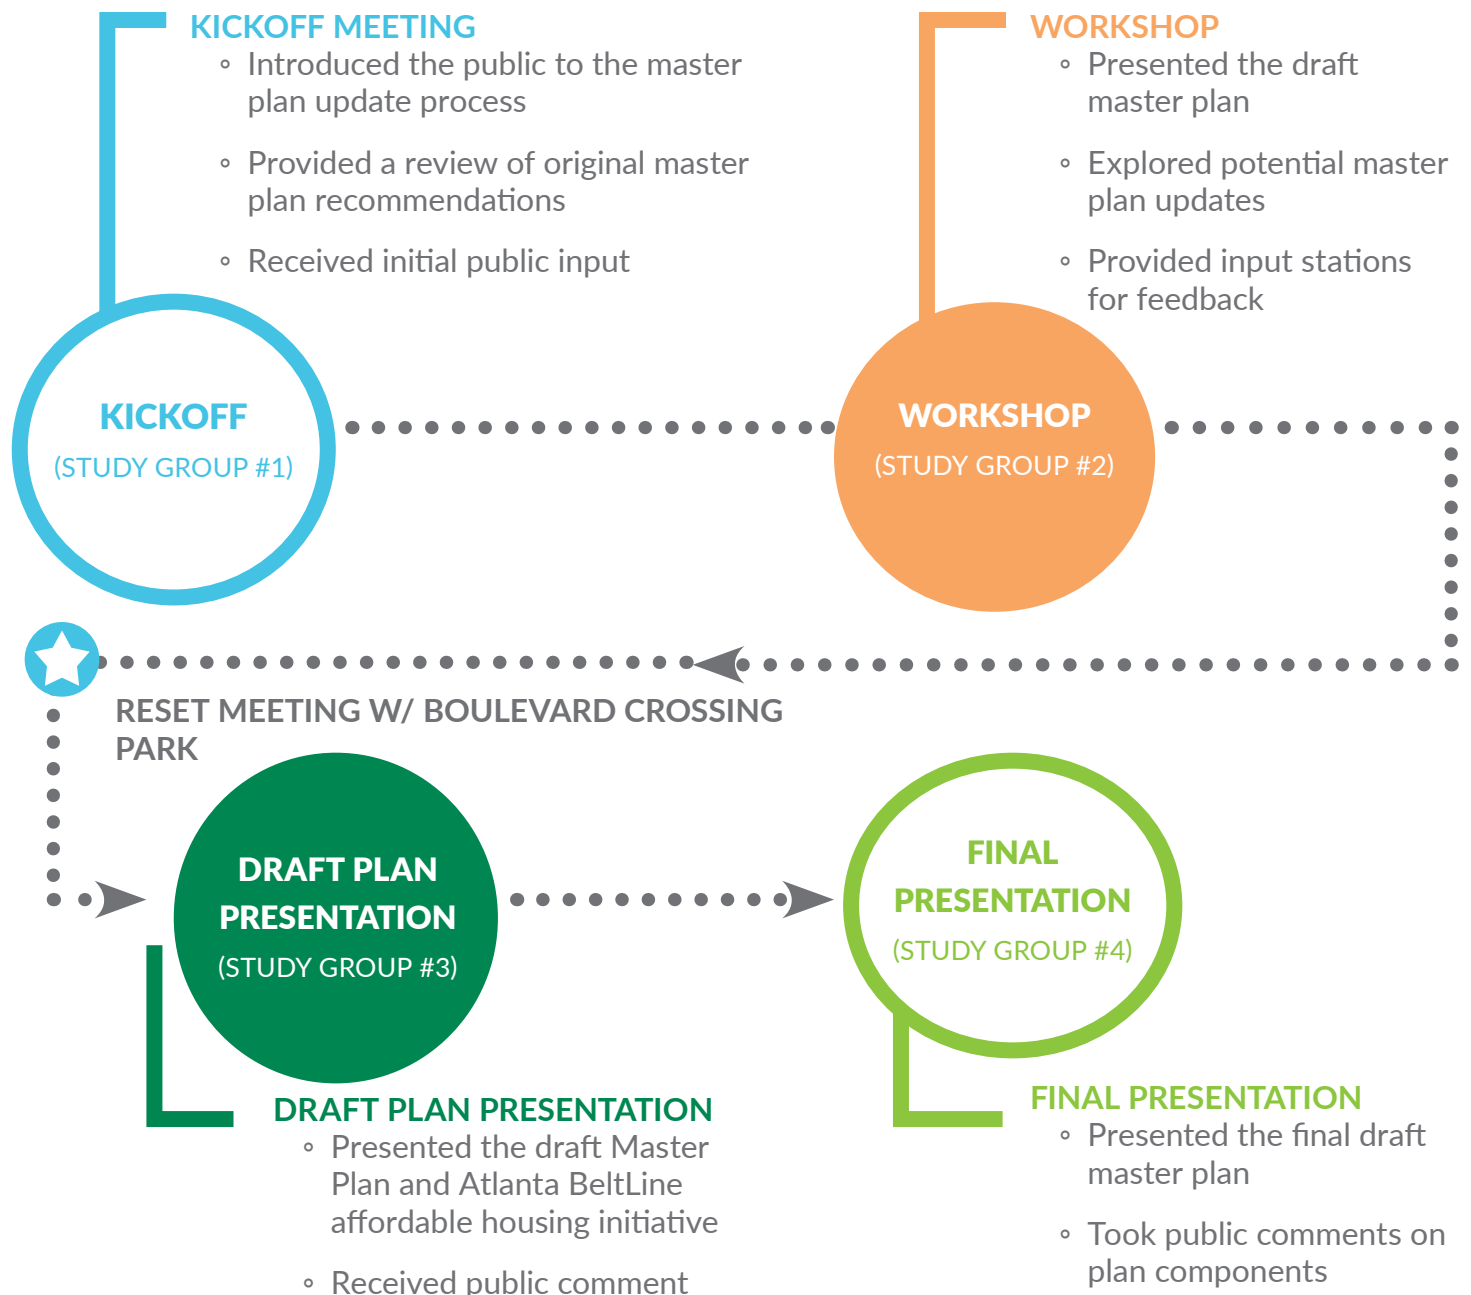 KICKOFF MEETING
◦ Introduced the public to the master
plan update process
◦ Provided a review of original master
plan recommendations
◦ Received initial public input
WORKSHOP
◦ Presented the draft
master plan
◦ Explored potential master
plan updates
◦ Provided input stations
for feedback
KICKOFF
(STUDY GROUP #1)
WORKSHOP
(STUDY GROUP #2)
RESET MEETING W/ BOULEVARD CROSSING
PARK
DRAFT PLAN
PRESENTATION
(STUDY GROUP #3)
FINAL
PRESENTATION
(STUDY GROUP #4)
DRAFT PLAN PRESENTATION
◦ Presented the draft Master
Plan and Atlanta BeltLine
affordable housing initiative
◦ Received public comment
FINAL PRESENTATION
◦ Presented the final draft
master plan
◦ Took public comments on
plan components